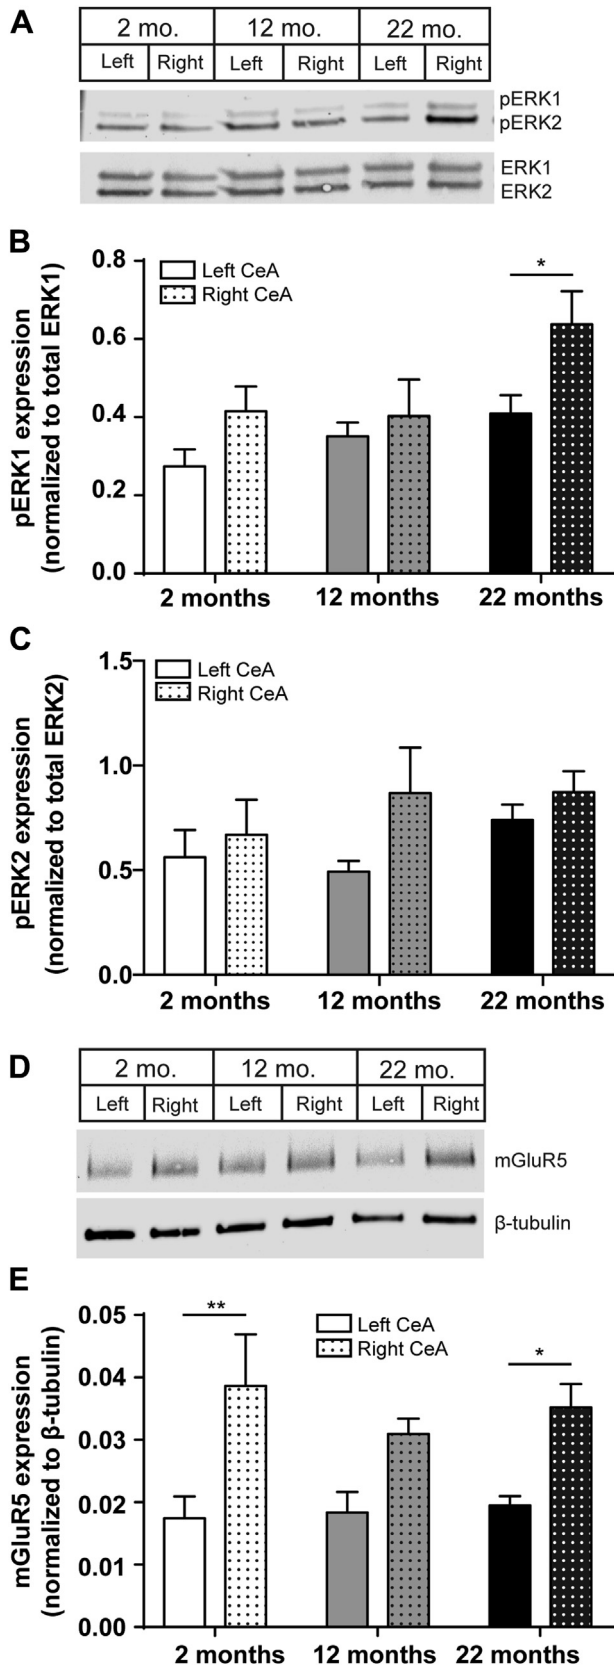 A
2 mo. 12 mo. 22 mo.
Left Right Left Right Left Right
pERK1
pERK2
ERK1
ERK2
B
pERK1 expression
(normalized to total ERK1)
0.8
0.6
0.4
0.2
0.0
Left CeA
Right CeA
*
2 months 12 months 22 months
C
pERK2 expression
(normalized to total ERK2)
1.5
1.0
0.5
0.0
Left CeA
Right CeA
2 months 12 months 22 months
D
2 mo. 12 mo. 22 mo.
Left Right Left Right Left Right
mGluR5
β-tubulin
E
mGluR5 expression
(normalized to β-tubulin)
0.05
0.04
0.03
0.02
0.01
0.00
**
Left CeA
Right CeA
*
2 months 12 months 22 months